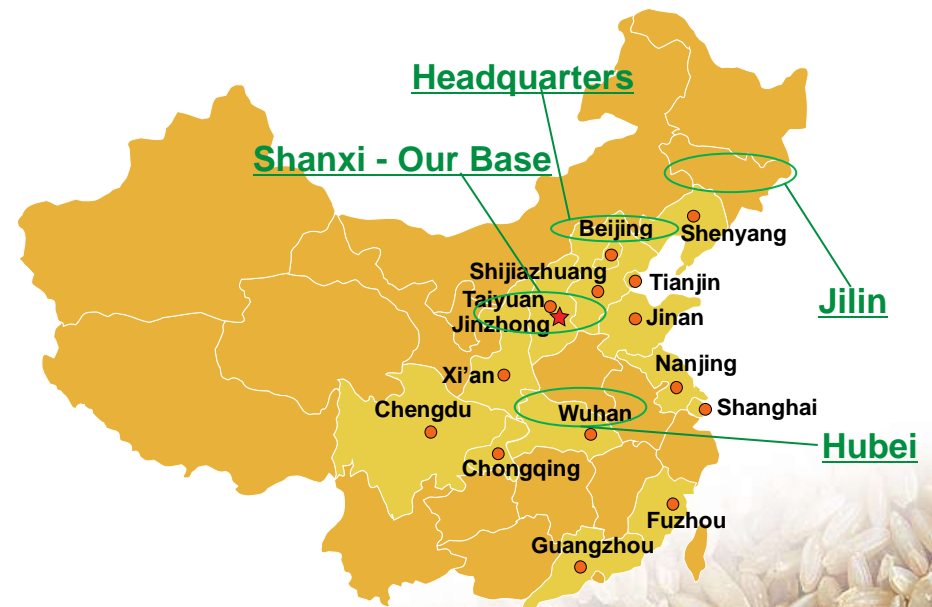 Headquarters
Shanxi - Our Base
Beijing
Shenyang
Shijiazhuang
Tianjin
Taiyuan
Jilin
Jinzhong
Jinan
Nanjing
Xi’an
Chengdu
Wuhan
Shanghai
Hubei
Chongqing
Fuzhou
Guangzhou